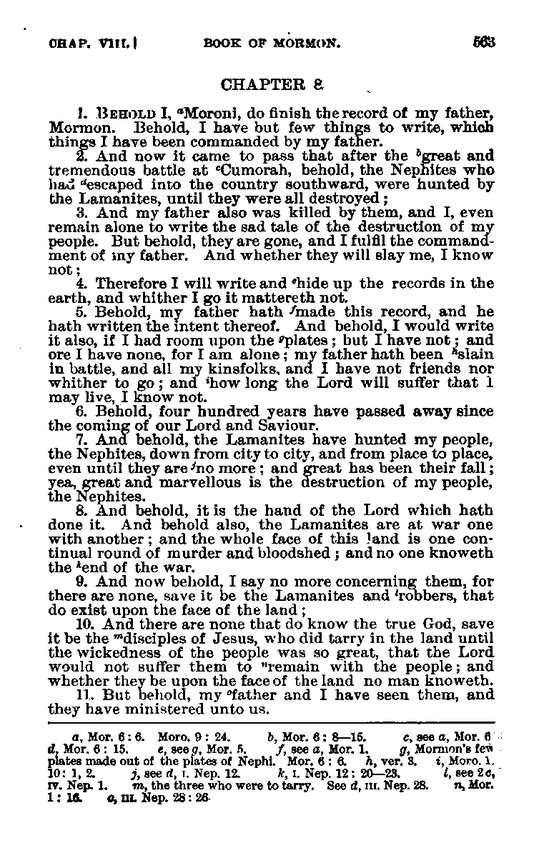 CHAP. VIII.] BOOK OF MORMON. 563
CHAPTER 8.
1. BEHOLD I, ᵃMoroni, do finish the record of my father,
Mormon. Behold, I have but few things to write, which
things I have been commanded by my father.
2. And now it came to pass that after the ᵇgreat and
tremendous battle at ᶜCumorah, behold, the Nephites who
had ᵈescaped into the country southward, were hunted by
the Lamanites, until they were all destroyed;
3. And my father also was killed by them, and I, even
remain alone to write the sad tale of the destruction of my
people. But behold, they are gone, and I fulfil the command-
ment of my father. And whether they will slay me, I know
not;
4. Therefore I will write and ᵉhide up the records in the
earth, and whither I go it mattereth not.
5. Behold, my father hath ᶠmade this record, and he
hath written the intent thereof. And behold, I would write
it also, if I had room upon the ᵍplates; but I have not; and
ore I have none, for I am alone; my father hath been ʰslain
in battle, and all my kinsfolks, and I have not friends nor
whither to go; and ⁱhow long the Lord will suffer that I
may live, I know not.
6. Behold, four hundred years have passed away since
the coming of our Lord and Saviour.
7. And behold, the Lamanites have hunted my people,
the Nephites, down from city to city, and from place to place,
even until they are ʲno more; and great has been their fall;
yea, great and marvellous is the destruction of my people,
the Nephites.
8. And behold, it is the hand of the Lord which hath
done it. And behold also, the Lamanites are at war one
with another; and the whole face of this land is one con-
tinual round of murder and bloodshed; and no one knoweth
the ᵏend of the war.
9. And now behold, I say no more concerning them, for
there are none, save it be the Lamanites and ˡrobbers, that
do exist upon the face of the land;
10. And there are none that do know the true God, save
it be the ᵐdisciples of Jesus, who did tarry in the land until
the wickedness of the people was so great, that the Lord
would not suffer them to ⁿremain with the people; and
whether they be upon the face of the land no man knoweth.
11. But behold, my ᵒfather and I have seen them, and
they have ministered unto us.
a, Mor. 6: 6. Moro. 9: 24. b, Mor. 6: 8—15. c, see a, Mor. 6
d, Mor. 6: 15. e, see g, Mor. 5. f, see a, Mor. 1. g, Mormon's few
plates made out of the plates of Nephi. Mor. 6: 6. h, ver. 3. i, Moro. 1.
10: 1, 2. j, see d, I. Nep. 12. k, I. Nep. 12: 20—23. l, see 2c,
IV. Nep. 1. m, the three who were to tarry. See d, III. Nep. 28. n, Mor.
1: 16. o, III. Nep. 28: 26.